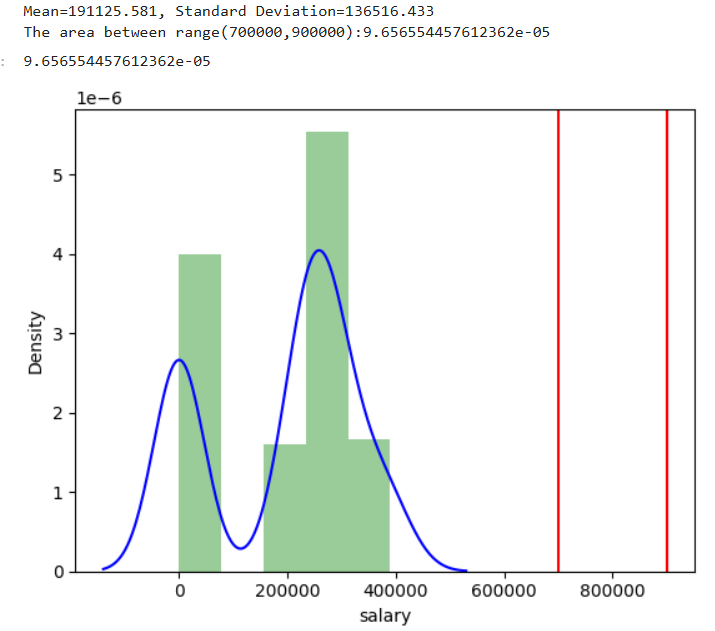 Mean=191125.581, Standard Deviation=136516.433
The area between range(700000,900000):9.656554457612362e-05
: 9.656554457612362e-05
1e−6
5
4
3
2
1
0
Density
0 200000 400000 600000 800000
salary